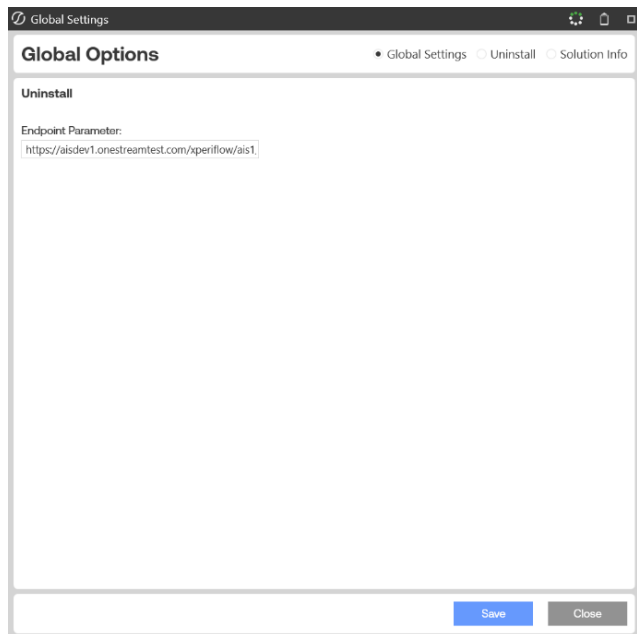 Global Settings
Global Options
Global Settings Uninstall Solution Info
Uninstall
Endpoint Parameter:
https://aisdev1.onestreamtest.com/xperiflow/ais1,
Save Close